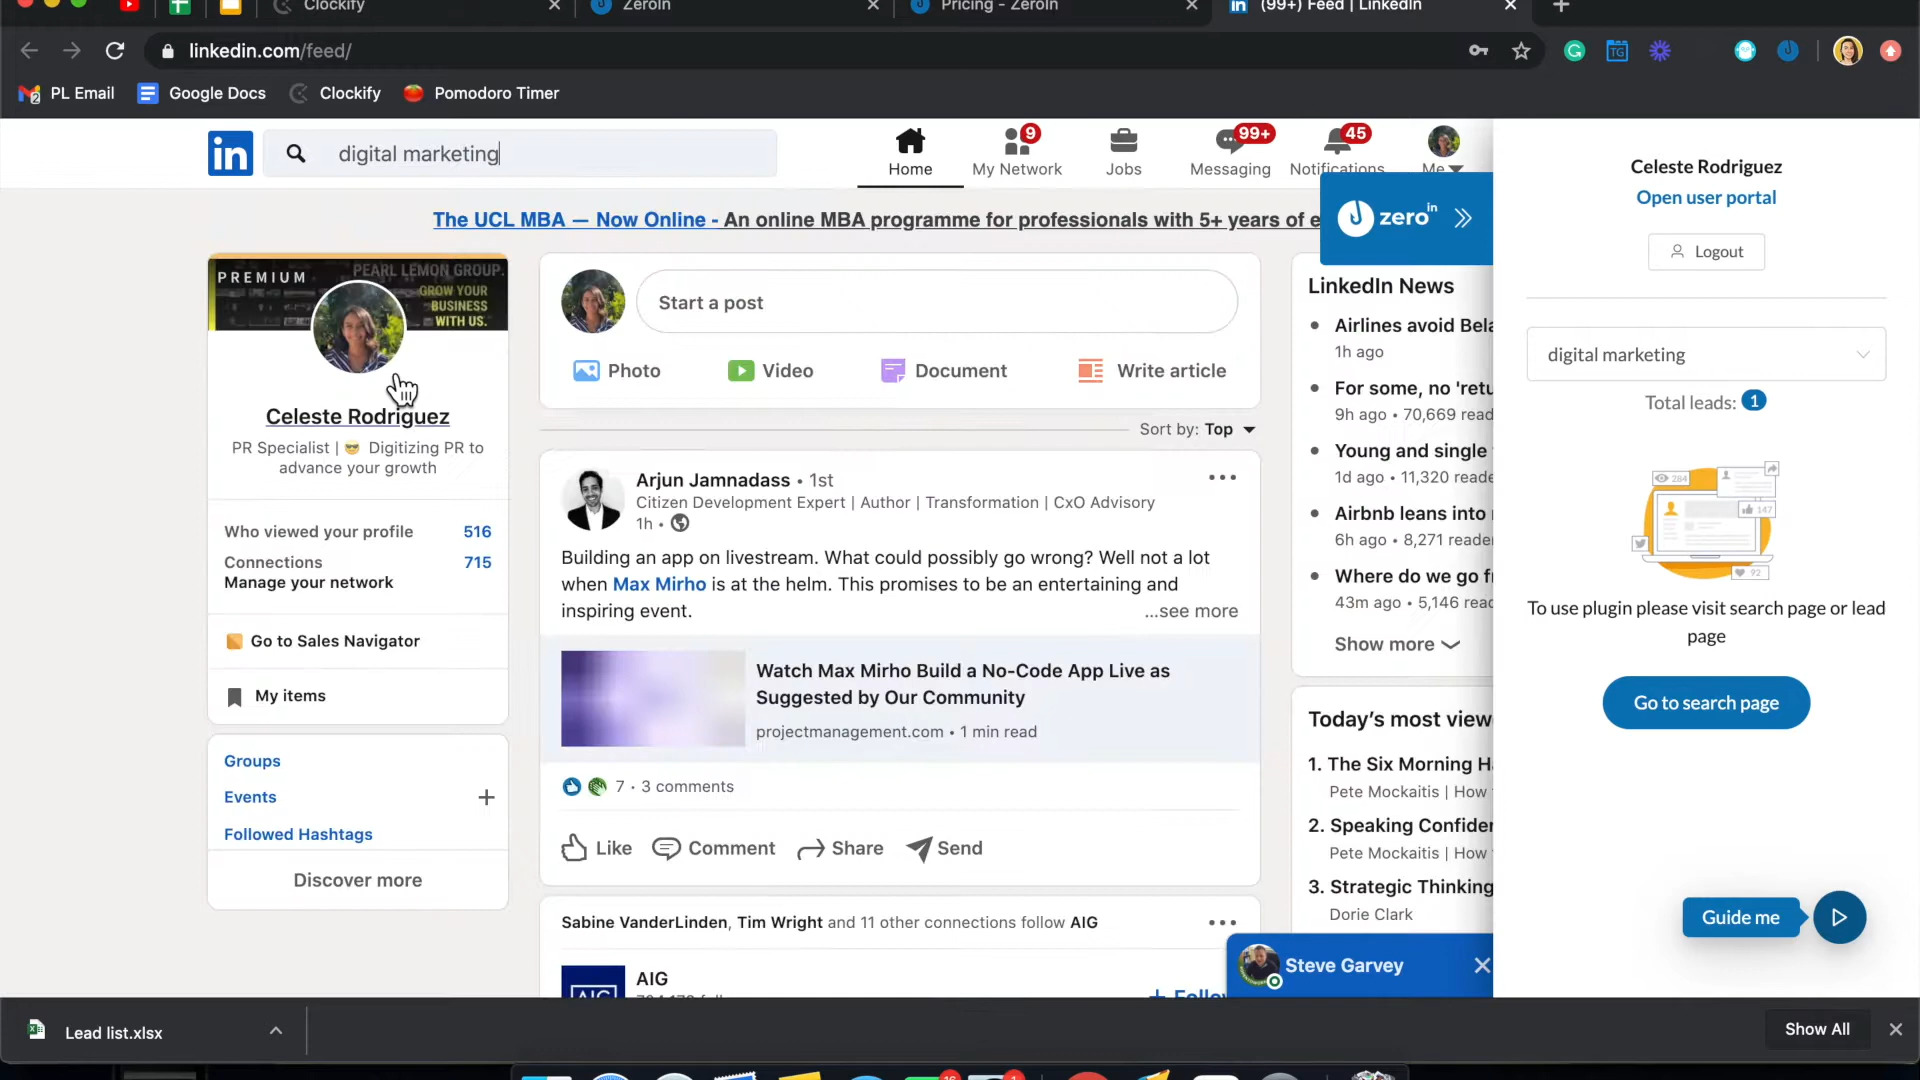 Clockify
ZeroIn
Pricing - ZeroIn
(99+) Feed | LinkedIn
linkedin.com/feed/
PL Email
Google Docs
Clockify
Pomodoro Timer
in
digital marketing
Home
9
My Network
Jobs
99+
Messaging
45
Notifications
Me
The UCL MBA — Now Online - An online MBA programme for professionals with 5+ years of e
zero in
PREMIUM
PEARL LEMON GROUP.
GROW YOUR
BUSINESS
WITH US.
Celeste Rodriguez
PR Specialist | 😎 Digitizing PR to
advance your growth
Who viewed your profile 516
Connections 715
Manage your network
Go to Sales Navigator
My items
Groups
Events
Followed Hashtags
Discover more
Start a post
Photo
Video
Document
Write article
Sort by: Top
Arjun Jamnadass • 1st
Citizen Development Expert | Author | Transformation | CxO Advisory
1h •
Building an app on livestream. What could possibly go wrong? Well not a lot
when Max Mirho is at the helm. This promises to be an entertaining and
inspiring event.
...see more
Watch Max Mirho Build a No-Code App Live as
Suggested by Our Community
projectmanagement.com • 1 min read
7 • 3 comments
Like
Comment
Share
Send
Sabine VanderLinden, Tim Wright and 11 other connections follow AIG
AIG
AIG
+ Follow
LinkedIn News
Airlines avoid Bela
1h ago
For some, no 'retu
9h ago • 70,669 read
Young and single
1d ago • 11,320 reade
Airbnb leans into
6h ago • 8,271 reader
Where do we go f
43m ago • 5,146 read
Show more
Today's most view
1. The Six Morning H
Pete Mockaitis | How
2. Speaking Confider
Pete Mockaitis | How
3. Strategic Thinking
Dorie Clark
Steve Garvey
Celeste Rodriguez
Open user portal
Logout
digital marketing
Total leads: 1
284
147
92
To use plugin please visit search page or lead
page
Go to search page
Guide me
Lead list.xlsx
Show All